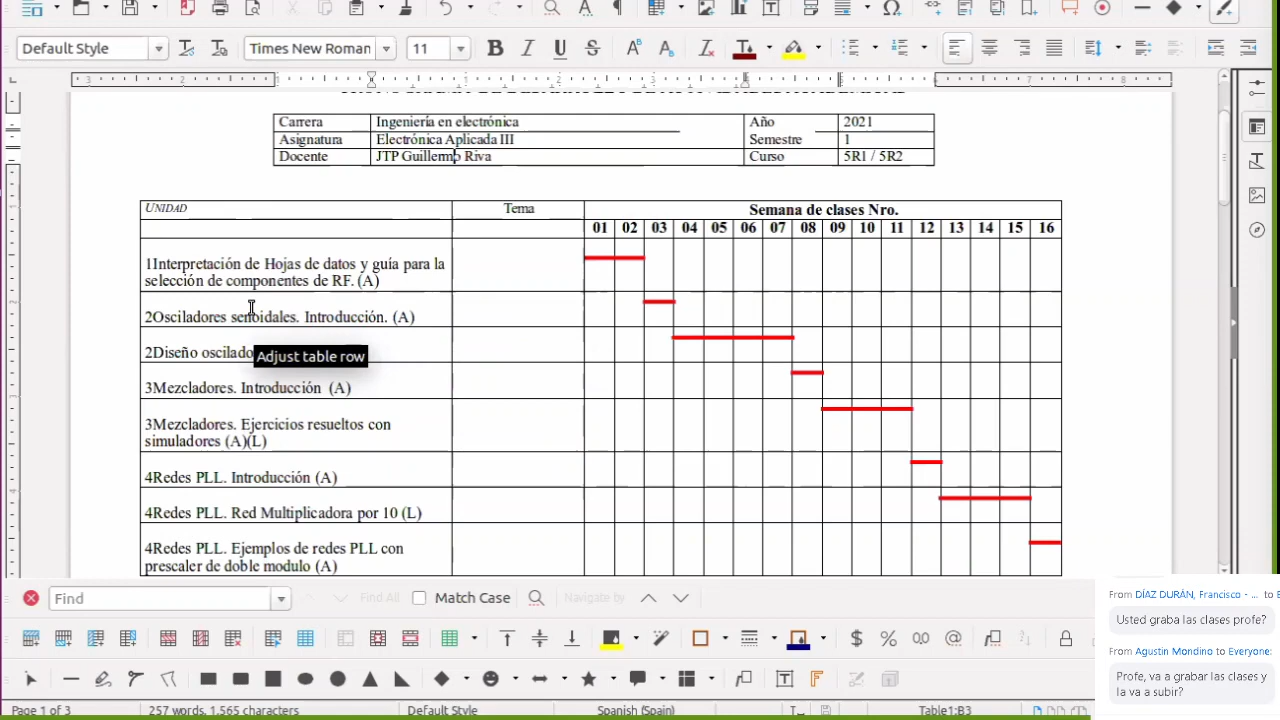 Default Style
Times New Roman
11
Carrera Ingeniería en electrónica Año 2021
Asignatura Electrónica Aplicada III Semestre 1
Docente JTP Guillermo Riva Curso 5R1 / 5R2
UNIDAD Tema Semana de clases Nro.
01 02 03 04 05 06 07 08 09 10 11 12 13 14 15 16
1Interpretación de Hojas de datos y guía para la
selección de componentes de RF. (A)
2Osciladores senoidales. Introducción. (A)
2Diseño oscilado
Adjust table row
3Mezcladores. Introducción (A)
3Mezcladores. Ejercicios resueltos con
simuladores (A)(L)
4Redes PLL. Introducción (A)
4Redes PLL. Red Multiplicadora por 10 (L)
4Redes PLL. Ejemplos de redes PLL con
prescaler de doble modulo (A)
Find Find All Match Case Navigate by
From DÍAZ DURÁN, Francisco - ... to E
Usted graba las clases profe?
From Agustin Mondino to Everyone:
Profe, va a grabar las clases y
la va a subir?
Page 1 of 3 257 words, 1,565 characters Default Style Spanish (Spain) Table1:B3